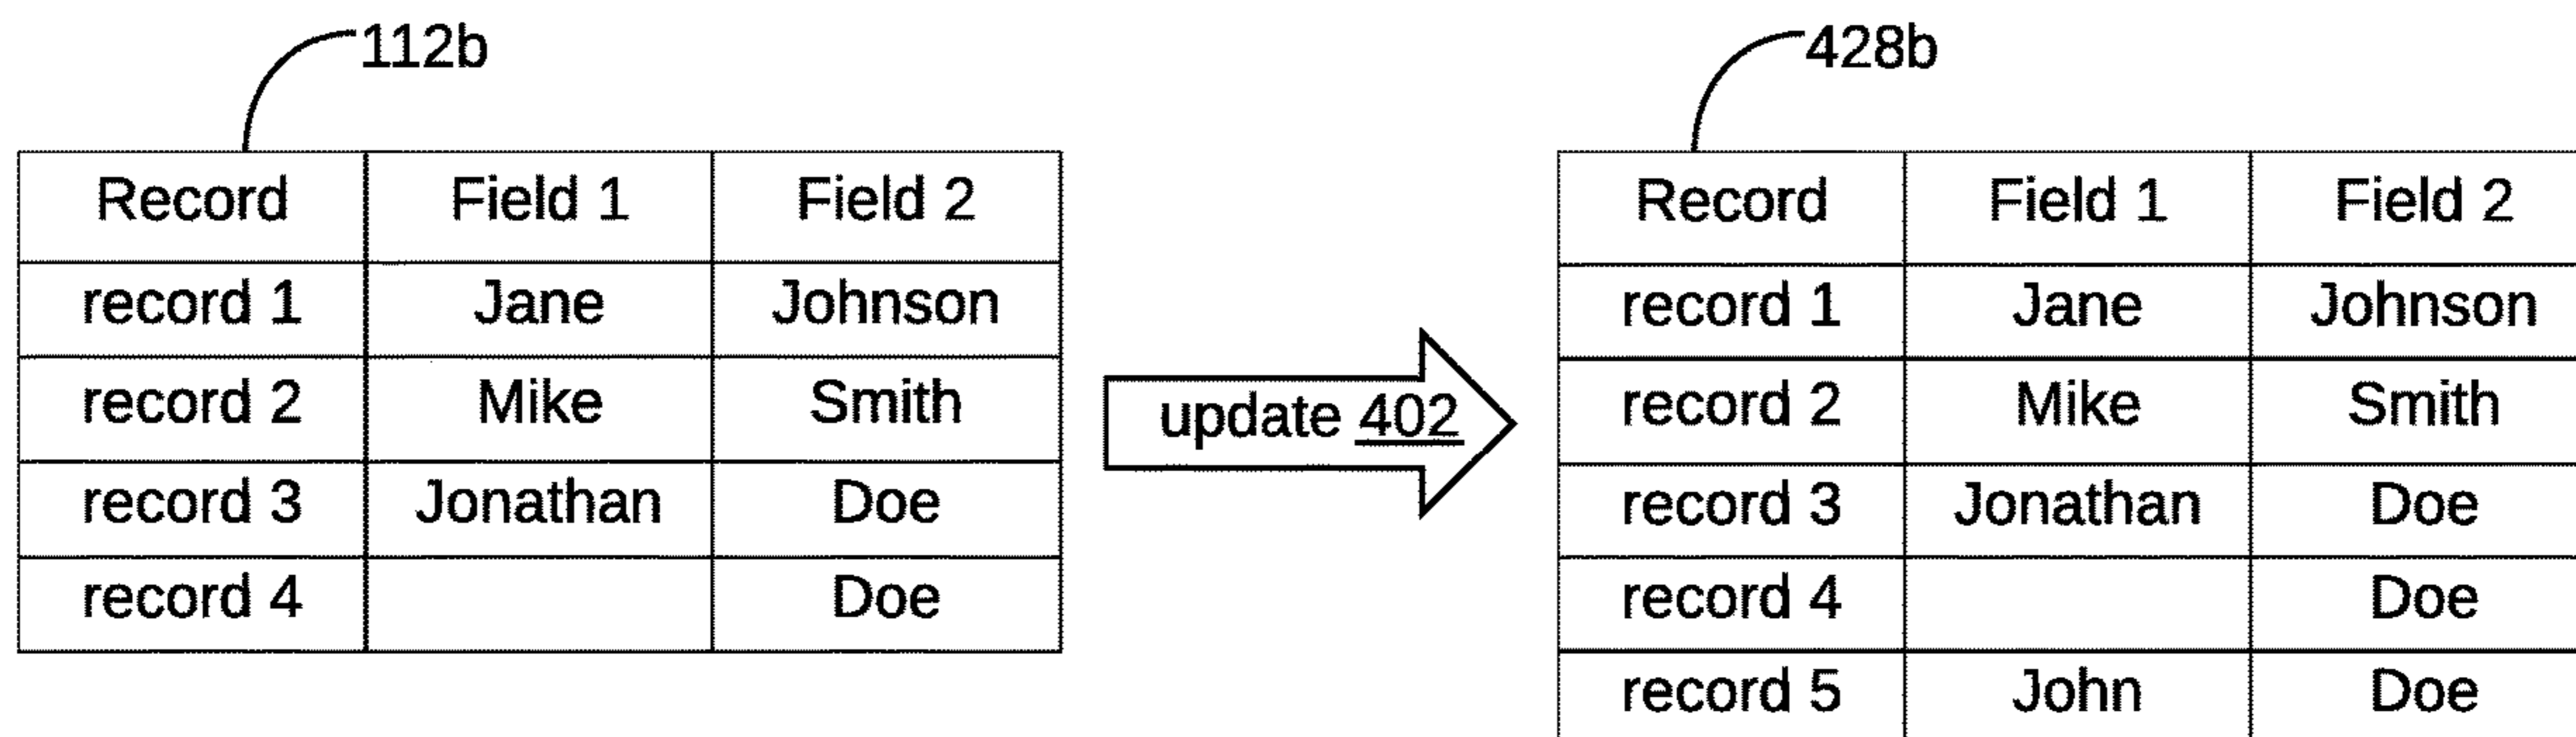 112b
Record Field 1 Field 2
record 1 Jane Johnson
record 2 Mike Smith
record 3 Jonathan Doe
record 4 Doe
update 402
428b
Record Field 1 Field 2
record 1 Jane Johnson
record 2 Mike Smith
record 3 Jonathan Doe
record 4 Doe
record 5 John Doe